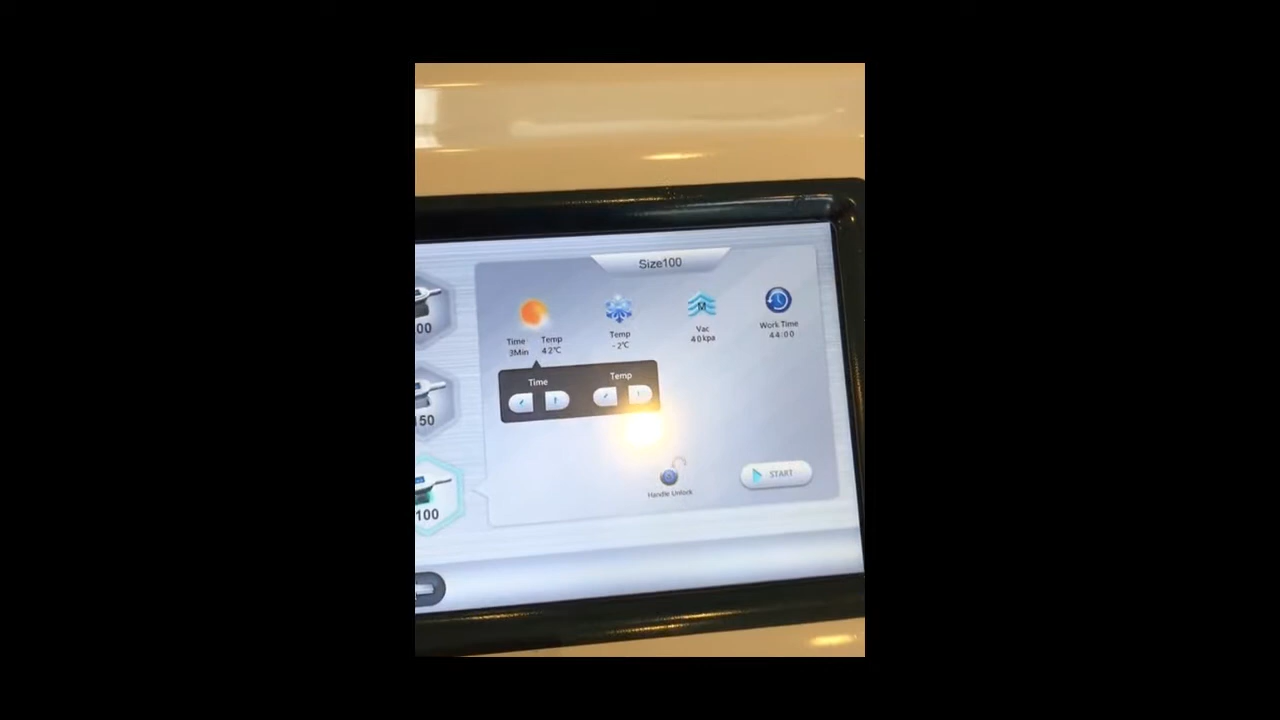 Size100
Time Temp
3Min 42℃
Temp
-2℃
M
Vac
40kpa
Work Time
44:00
Time Temp
00
150
100
Handle Unlock
START